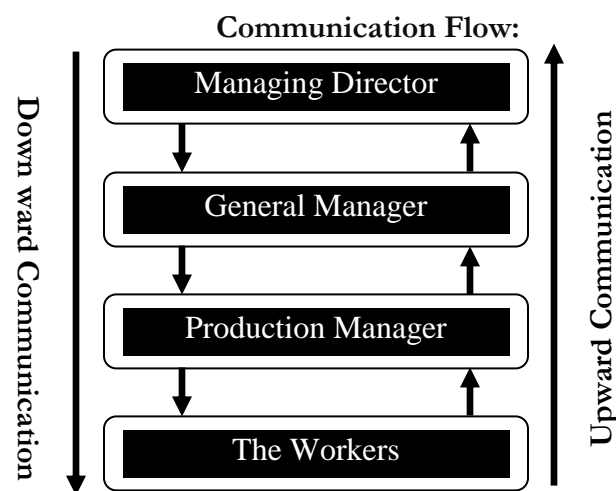 Communication Flow:
Managing Director
General Manager
Production Manager
The Workers
Down ward Communication
Upward Communication